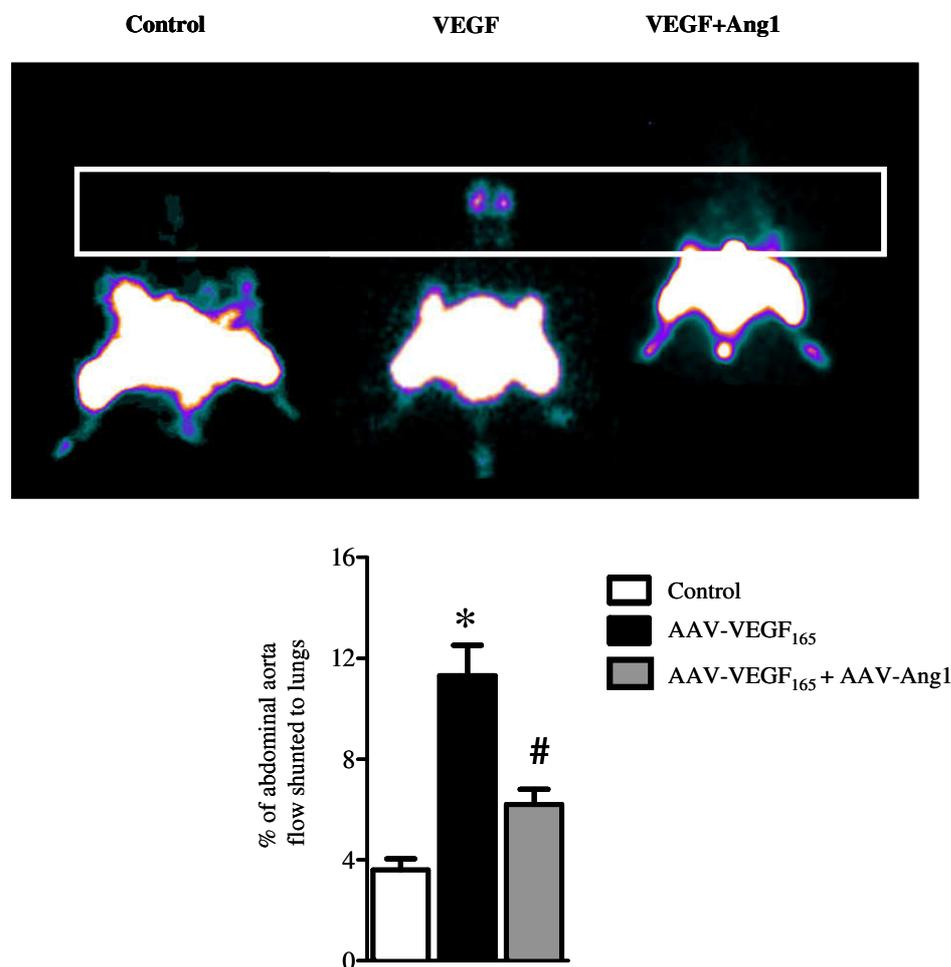 Control VEGF VEGF+Ang1
16
12
8
4
0
% of abdominal aorta
flow shunted to lungs
*
#
Control
AAV-VEGF₁₆₅
AAV-VEGF₁₆₅ + AAV-Ang1